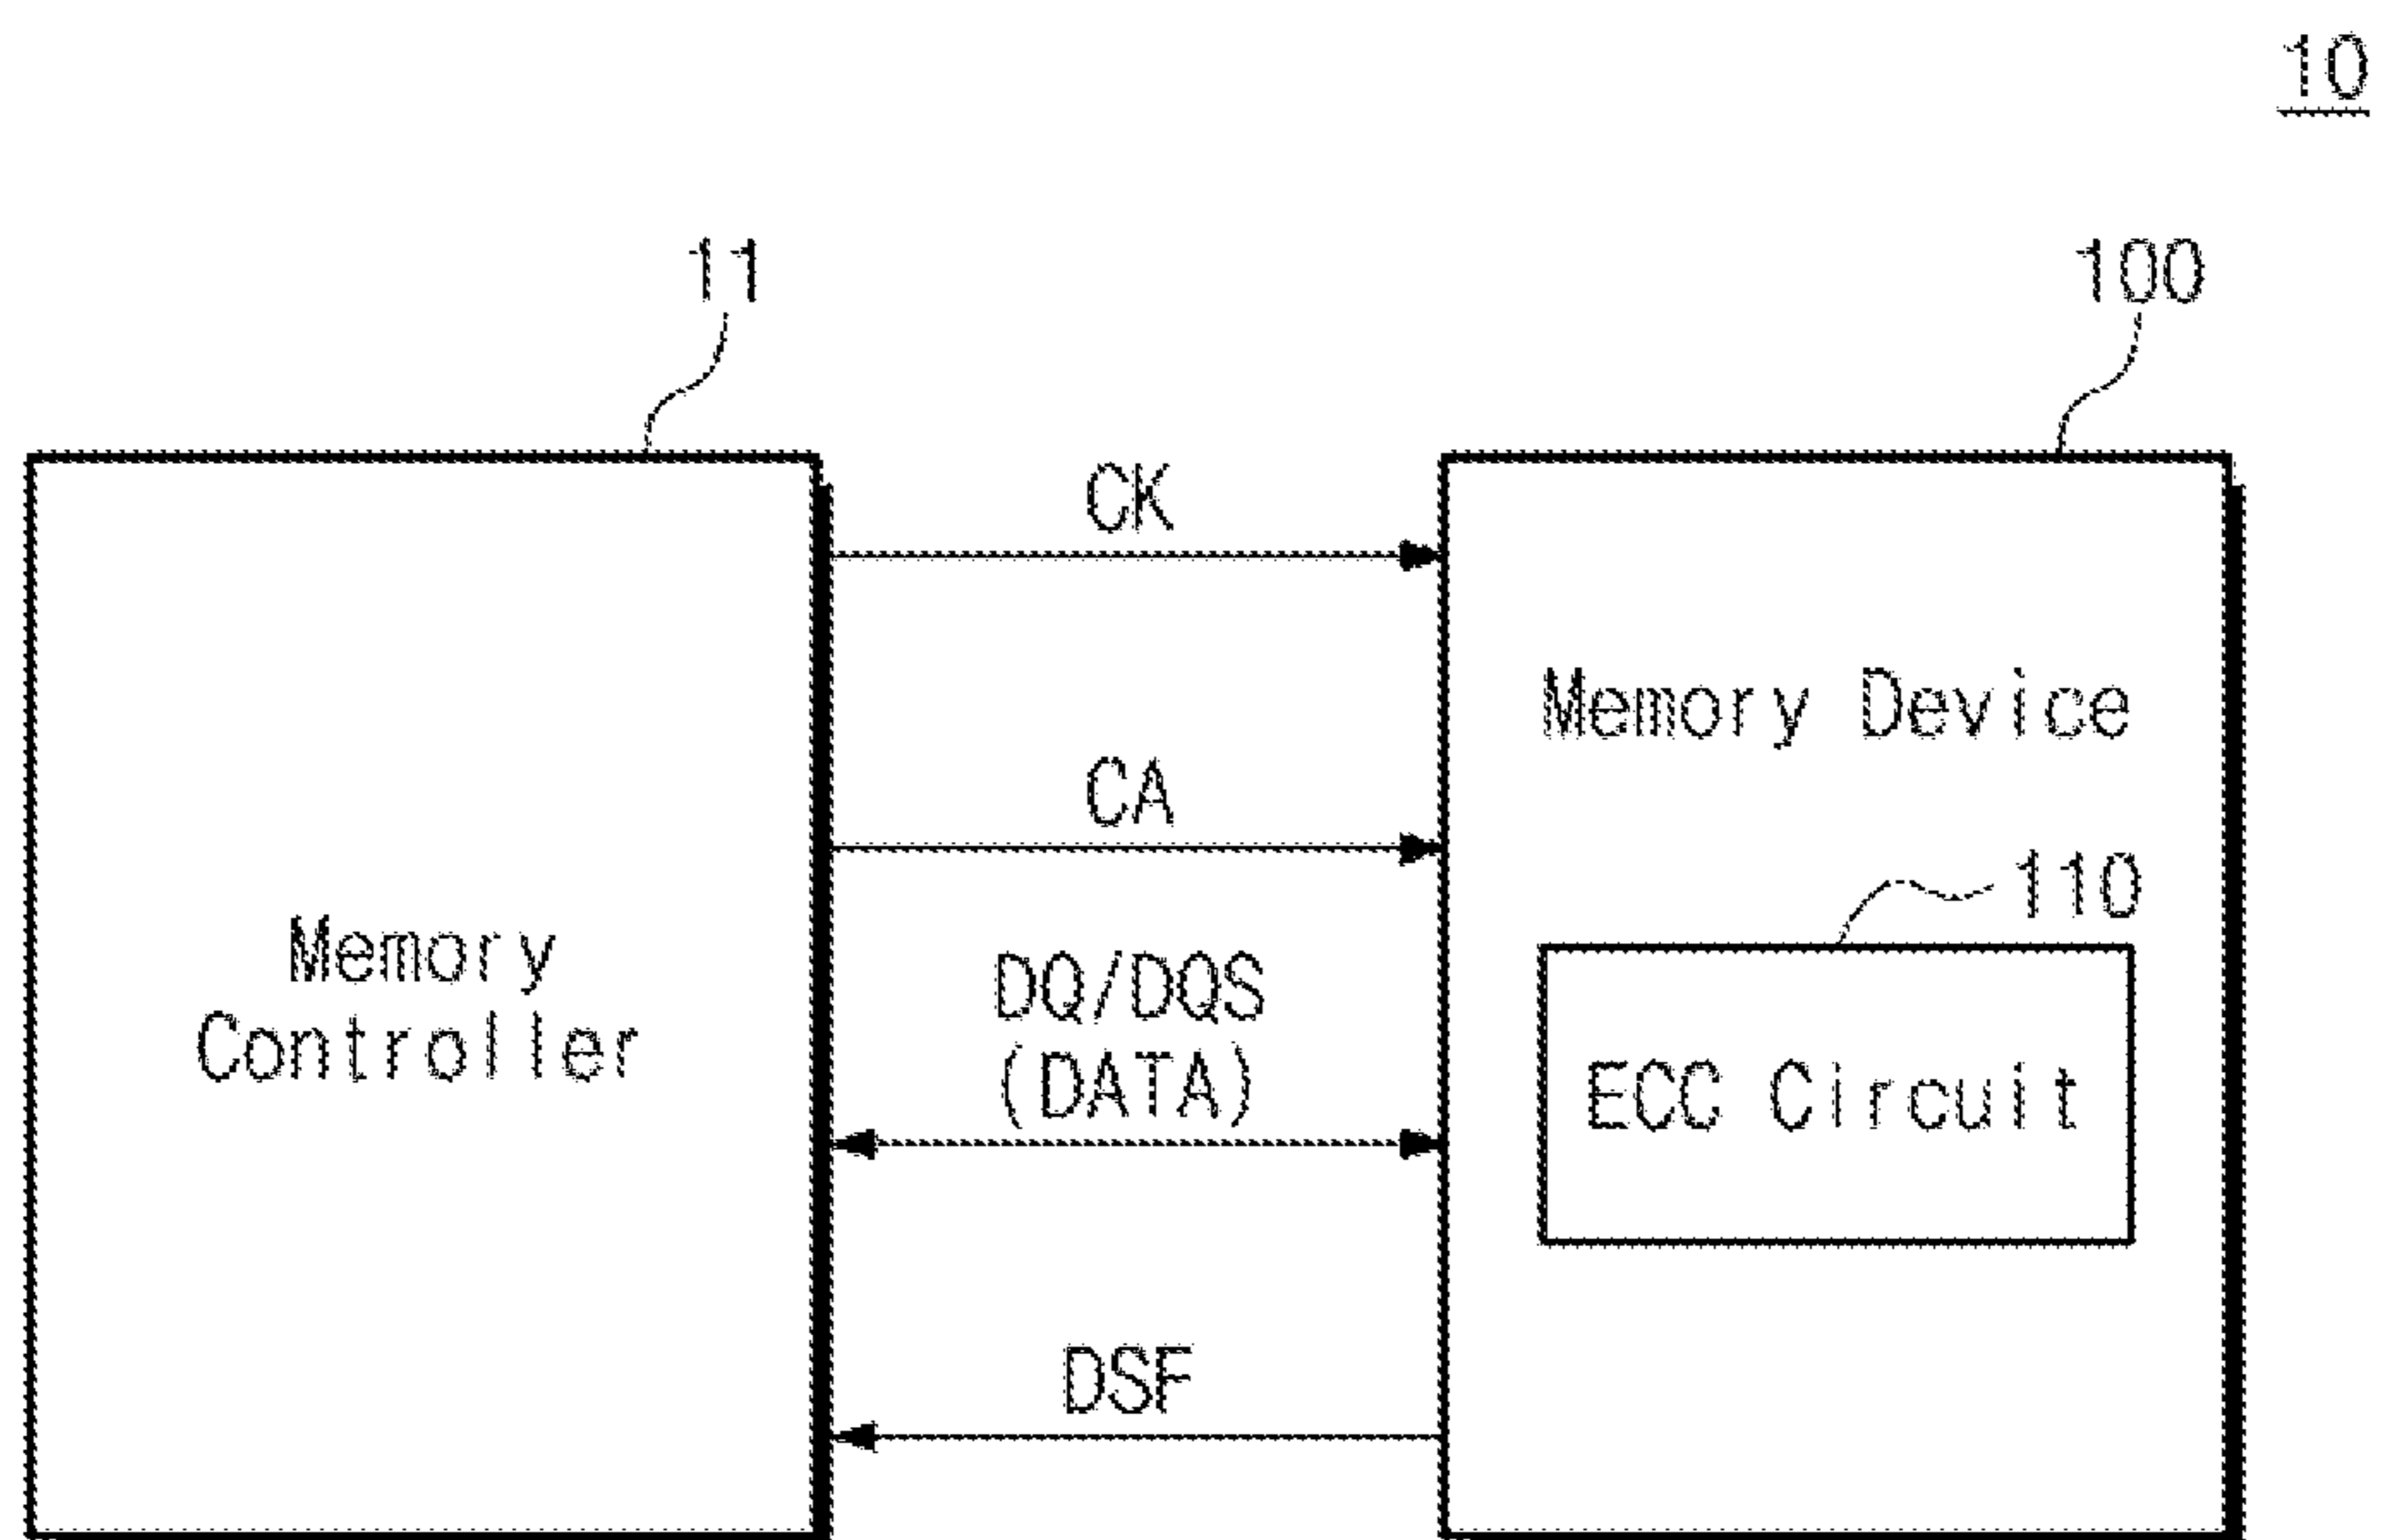 10
11
100
CK
Memory Device
CA
110
Memory
Controller
DQ/DQS
(DATA)
ECC Circuit
DSF